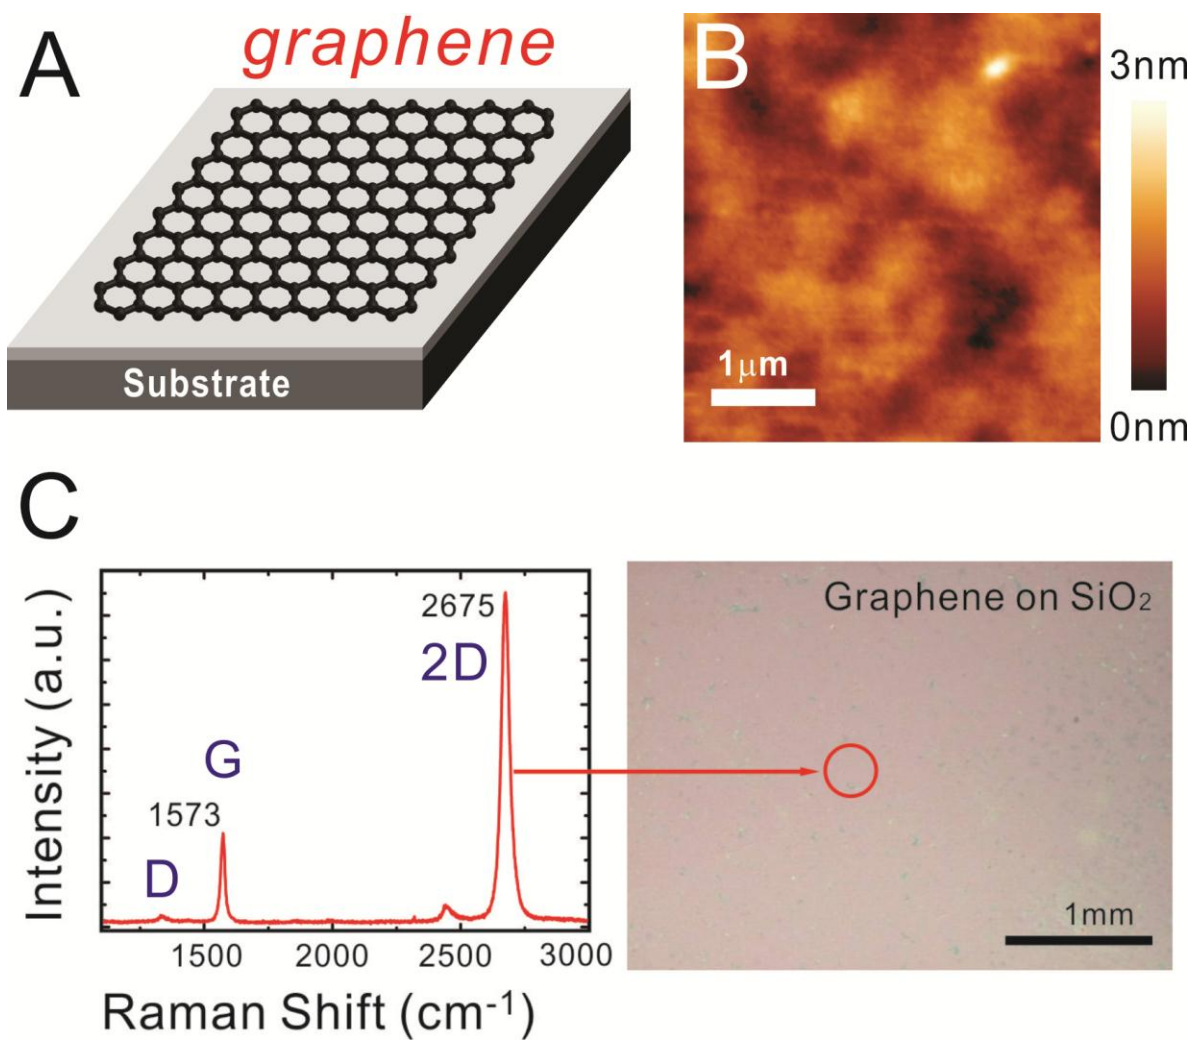 A
graphene
Substrate
B
3nm
0nm
1μm
C
Intensity (a.u.)
2675
2D
G
1573
D
1500 2000 2500 3000
Raman Shift (cm⁻¹)
Graphene on SiO₂
1mm